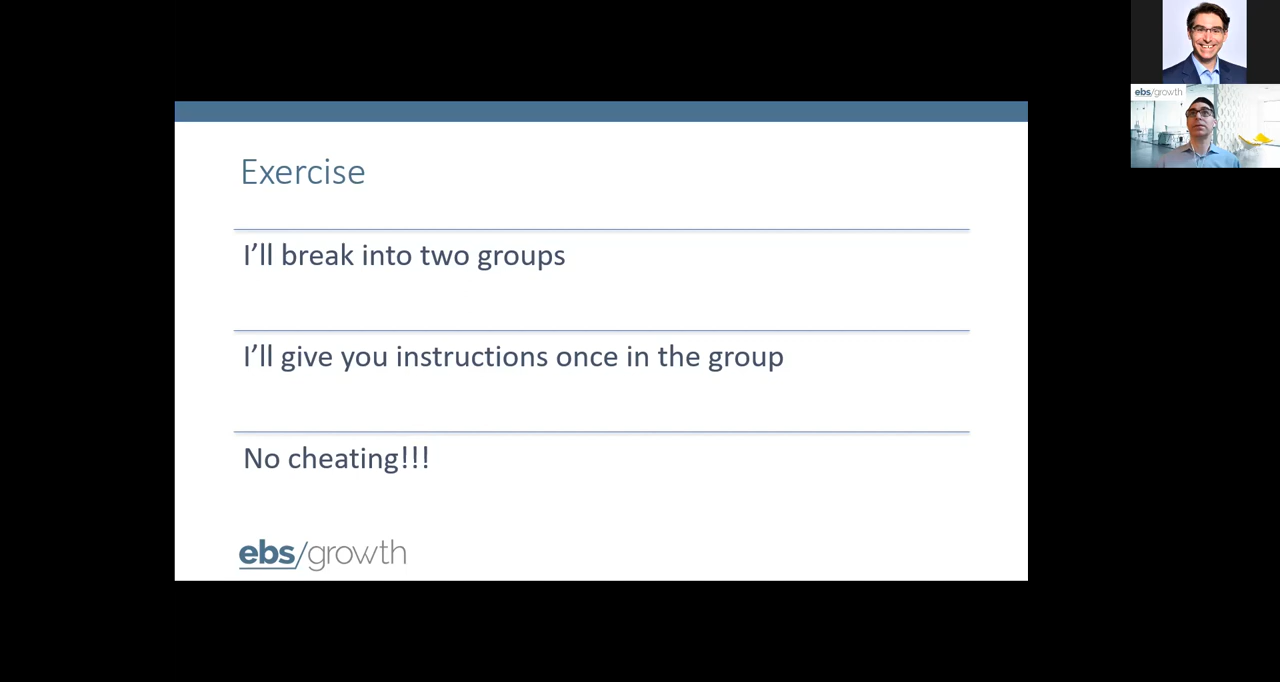 ebs/growth
Exercise
I’ll break into two groups
I’ll give you instructions once in the group
No cheating!!!
ebs/growth